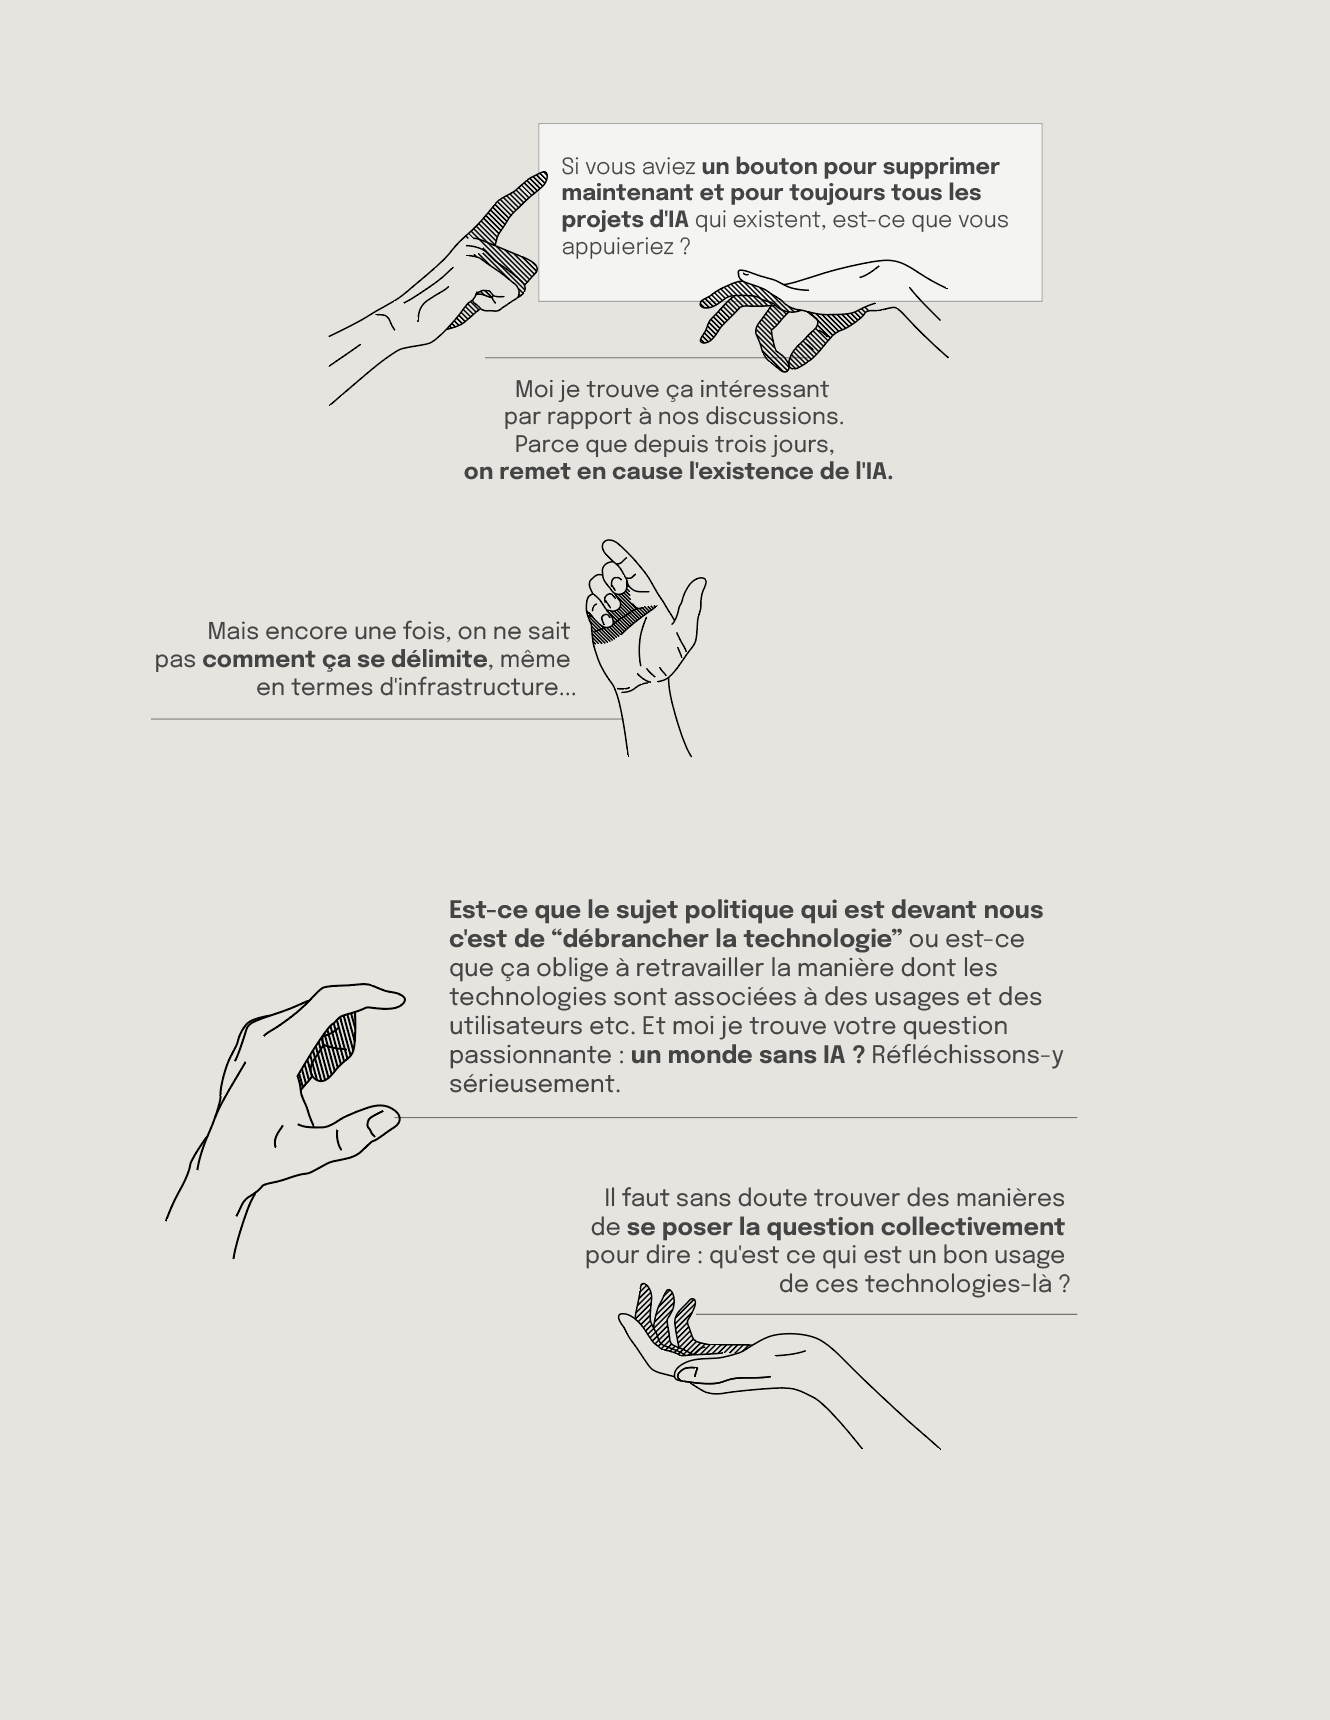 Si vous aviez un bouton pour supprimer
maintenant et pour toujours tous les
projets d'IA qui existent, est-ce que vous
appuieriez ?
Moi je trouve ça intéressant
par rapport à nos discussions.
Parce que depuis trois jours,
on remet en cause l'existence de l'IA.
Mais encore une fois, on ne sait
pas comment ça se délimite, même
en termes d'infrastructure...
Est-ce que le sujet politique qui est devant nous
c'est de “débrancher la technologie” ou est-ce
que ça oblige à retravailler la manière dont les
technologies sont associées à des usages et des
utilisateurs etc. Et moi je trouve votre question
passionnante : un monde sans IA ? Réfléchissons-y
sérieusement.
Il faut sans doute trouver des manières
de se poser la question collectivement
pour dire : qu'est ce qui est un bon usage
de ces technologies-là ?